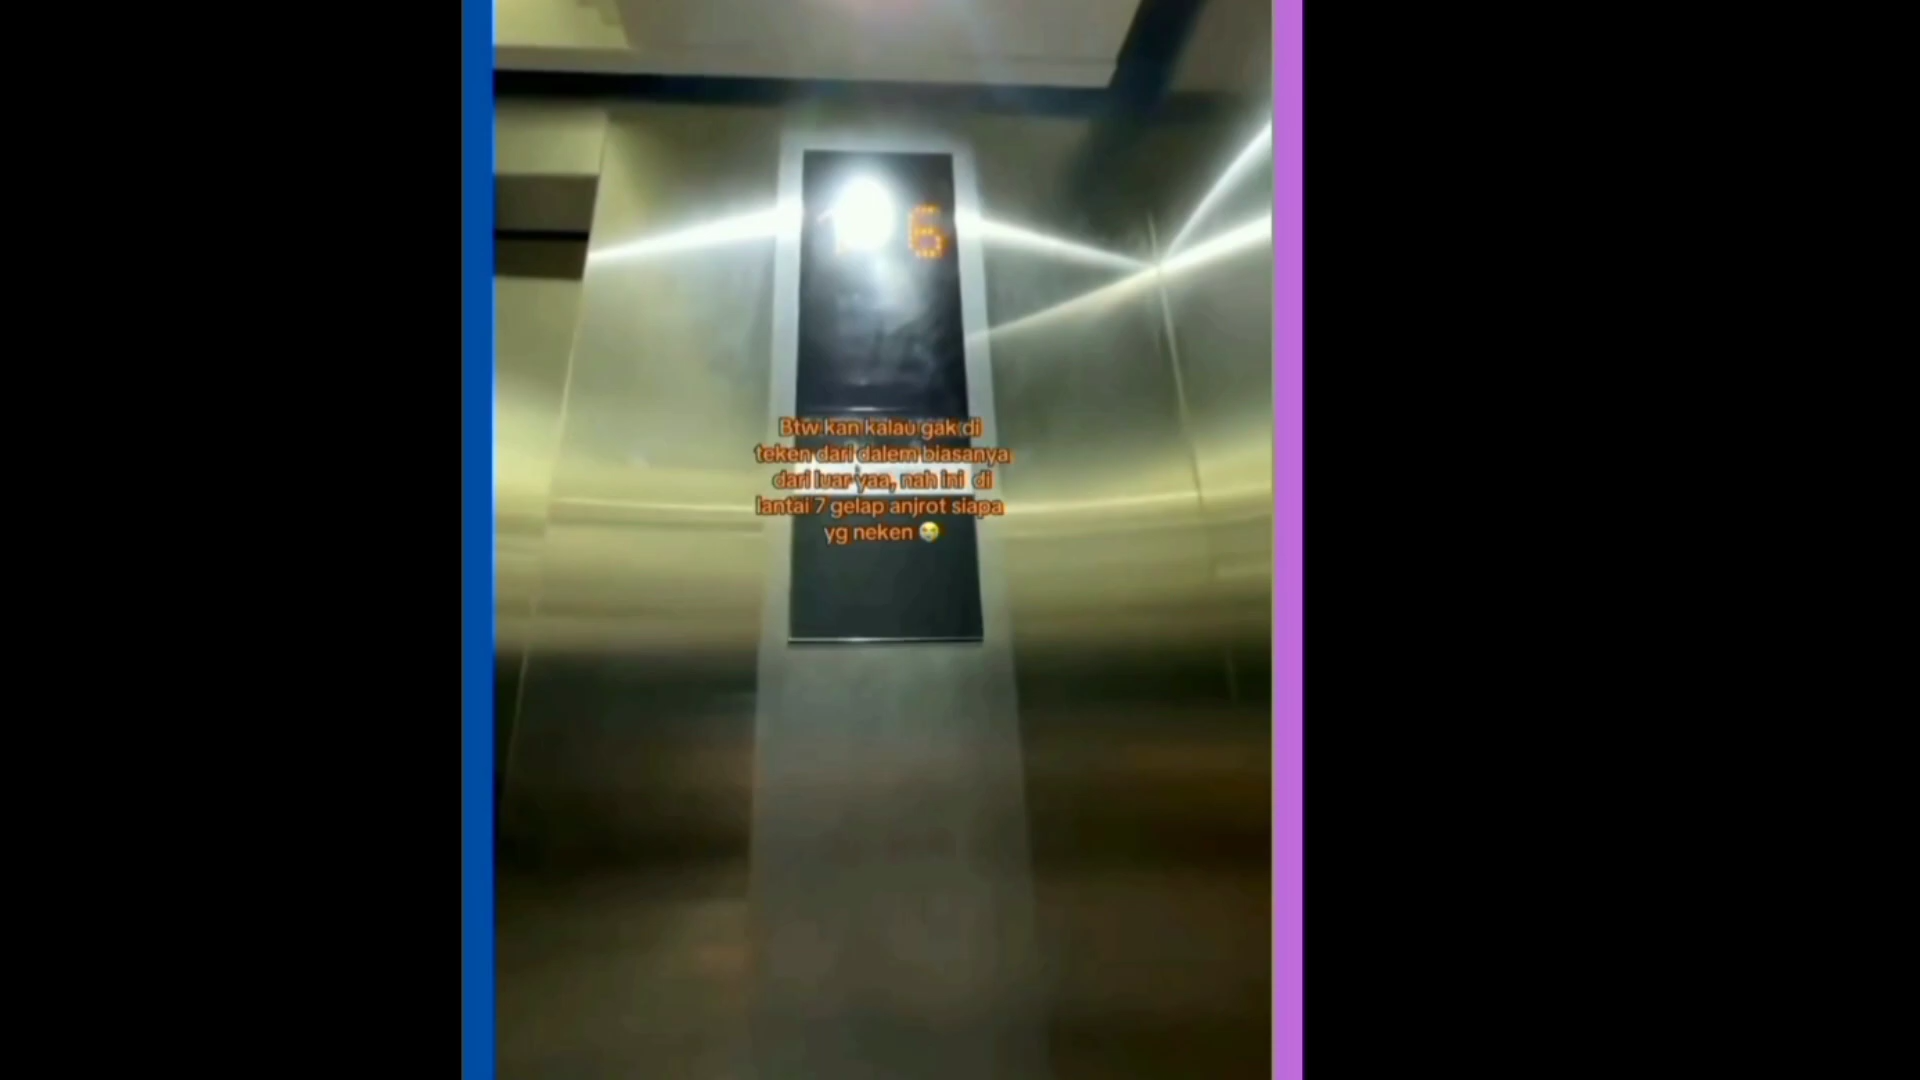 6
Btw kan kalau gak di
teken dari dalem biasanya
dari luar yaa, nah ini di
lantai 7 gelap anjrot siapa
yg neken 😭